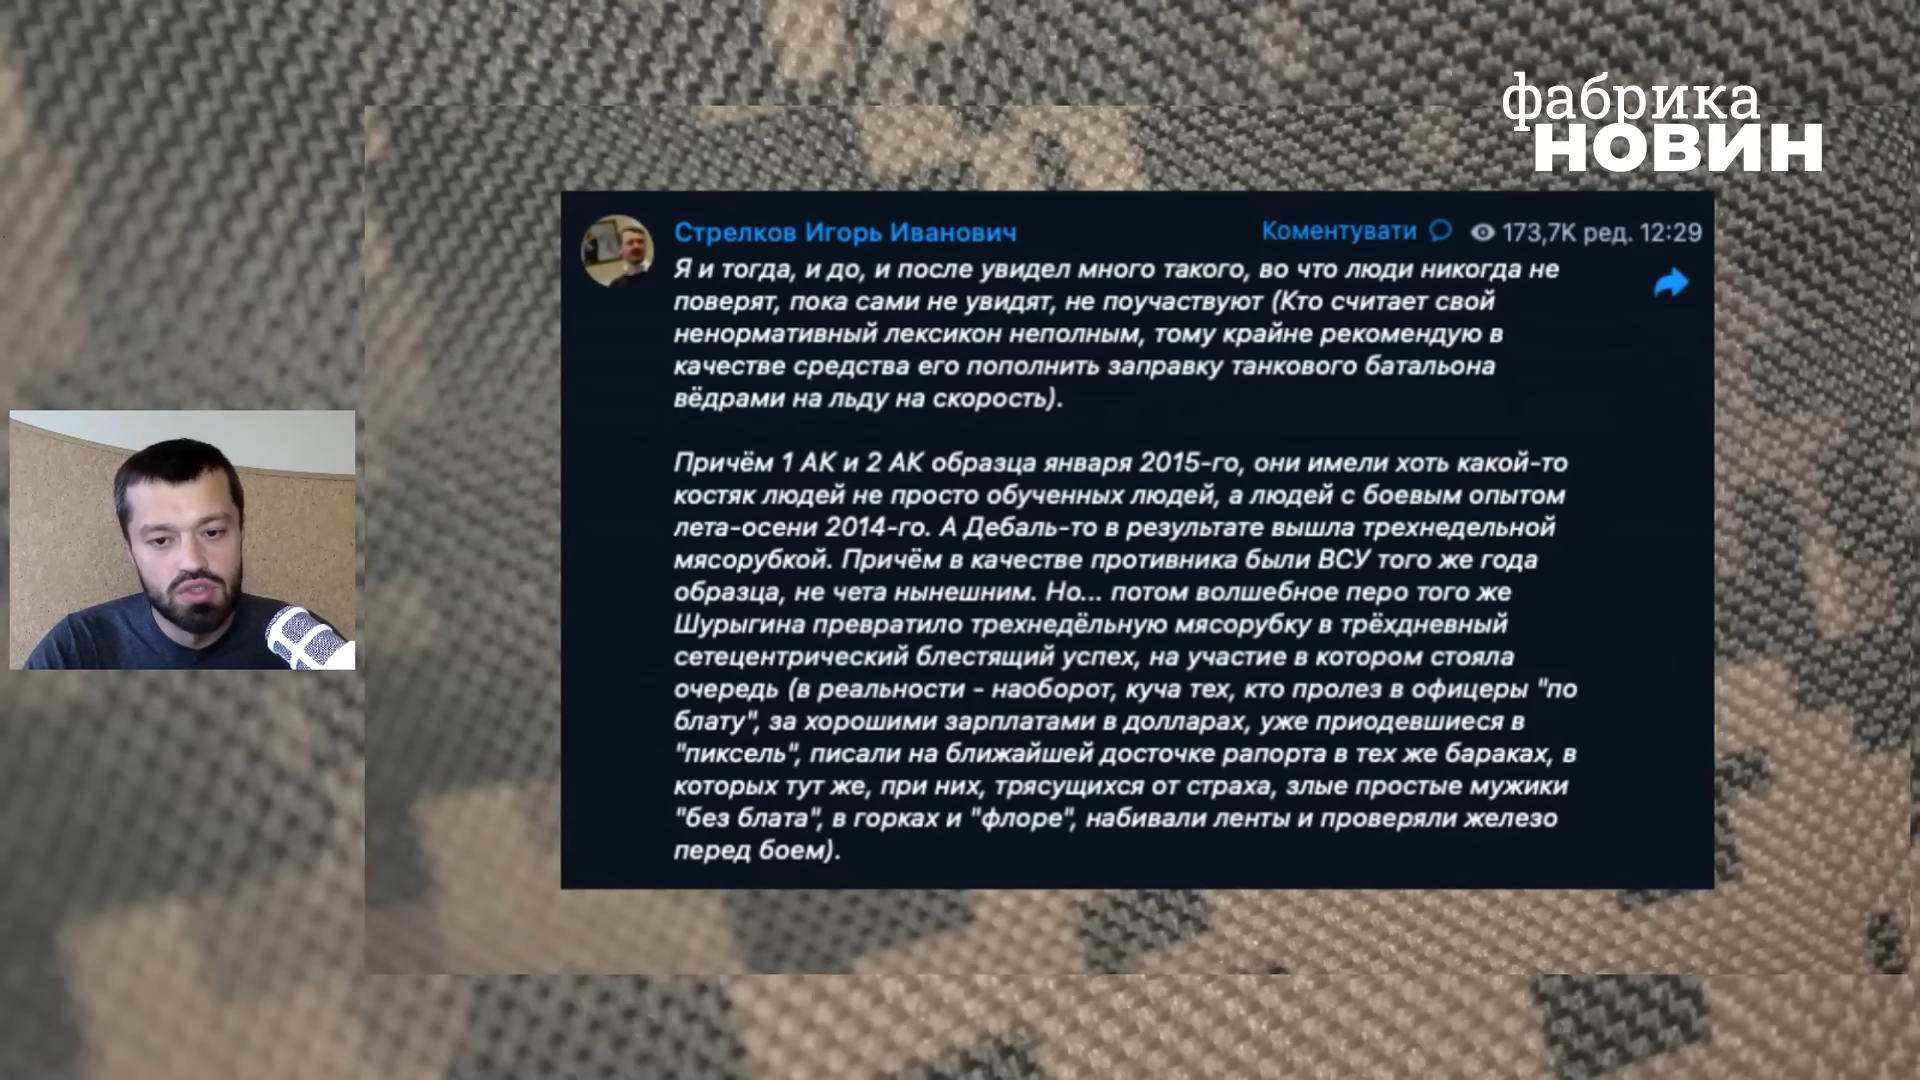 фабрика
новин
Стрелков Игорь Иванович
Коментувати 173,7K ред. 12:29
Я и тогда, и до, и после увидел много такого, во что люди никогда не
поверят, пока сами не увидят, не поучаствуют (Кто считает свой
ненормативный лексикон неполным, тому крайне рекомендую в
качестве средства его пополнить заправку танкового батальона
вёдрами на льду на скорость).
Причём 1 АК и 2 АК образца января 2015-го, они имели хоть какой-то
костяк людей не просто обученных людей, а людей с боевым опытом
лета-осени 2014-го. А Дебаль-то в результате вышла трехнедельной
мясорубкой. Причём в качестве противника были ВСУ того же года
образца, не чета нынешним. Но... потом волшебное перо того же
Шурыгина превратило трехнедёльную мясорубку в трёхдневный
сетецентрический блестящий успех, на участие в котором стояла
очередь (в реальности - наоборот, куча тех, кто пролез в офицеры "по
блату", за хорошими зарплатами в долларах, уже приодевшиеся в
"пиксель", писали на ближайшей досточке рапорта в тех же бараках, в
которых тут же, при них, трясущихся от страха, злые простые мужики
"без блата", в горках и "флоре", набивали ленты и проверяли железо
перед боем).